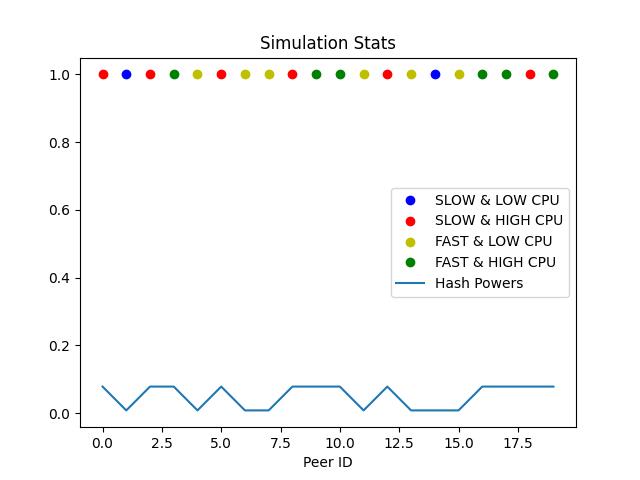 Simulation Stats
1.0
0.8
0.6
0.4
0.2
0.0
SLOW & LOW CPU
SLOW & HIGH CPU
FAST & LOW CPU
FAST & HIGH CPU
Hash Powers
0.0 2.5 5.0 7.5 10.0 12.5 15.0 17.5
Peer ID